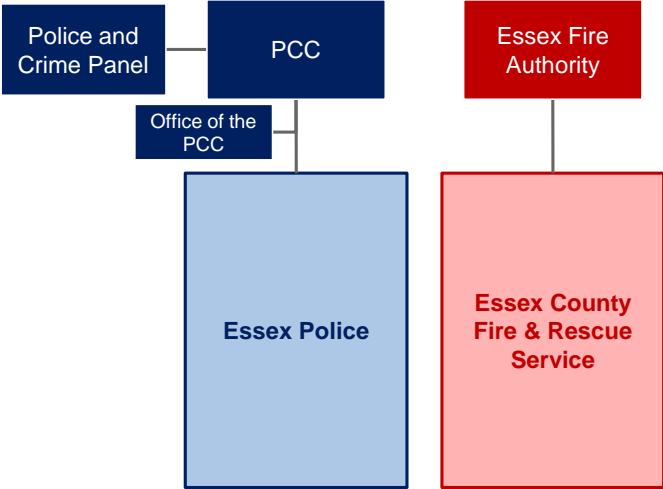 Police and
Crime Panel
PCC
Essex Fire
Authority
Office of the
PCC
Essex Police
Essex County
Fire & Rescue
Service